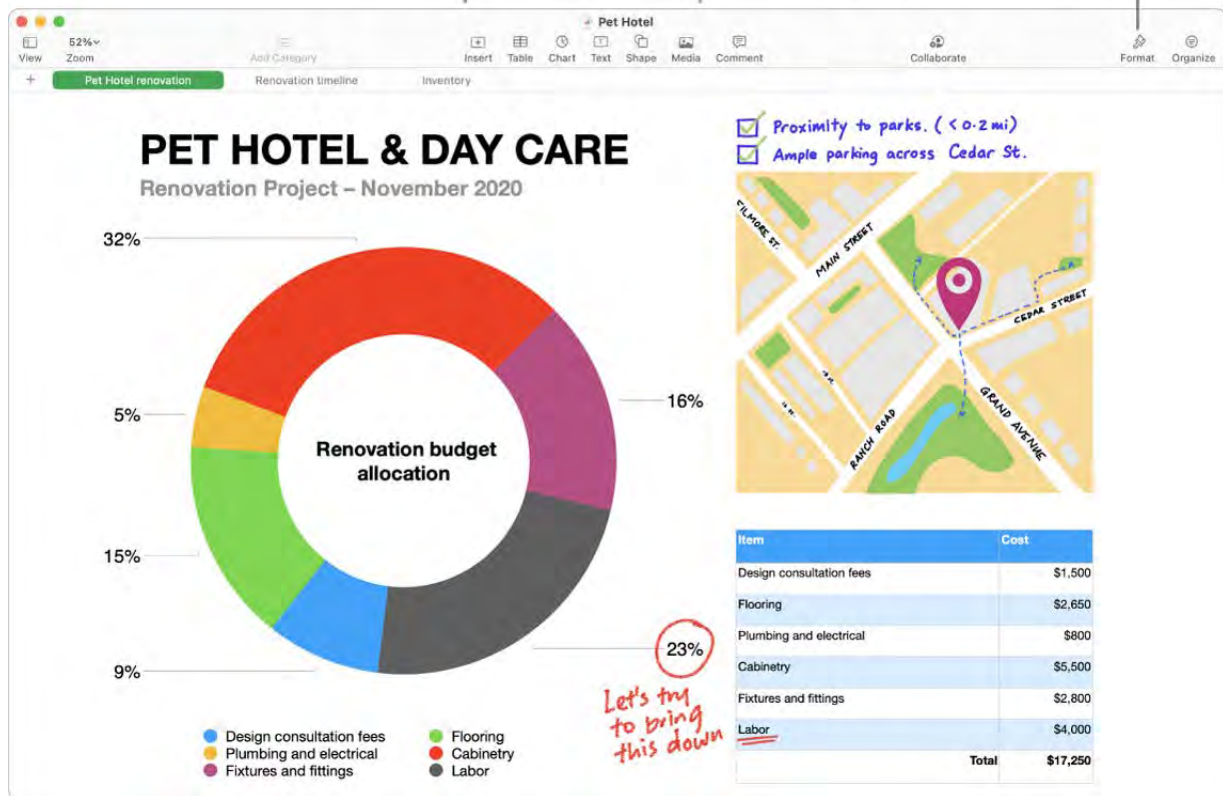 Pet Hotel
52%
View
Zoom
Add Category
Insert
Table
Chart
Text
Shape
Media
Comment
Collaborate
Format
Organize
+
Pet Hotel renovation
Renovation timeline
Inventory
PET HOTEL & DAY CARE
Renovation Project – November 2020
32%
5%
15%
9%
16%
23%
Renovation budget
allocation
Let's try
to bring
this down
Design consultation fees
Plumbing and electrical
Fixtures and fittings
Flooring
Cabinetry
Labor
Proximity to parks. (<0.2mi)
Ample parking across Cedar St.
FILMORE ST.
MAIN STREET
CEDAR STREET
RANCH ROAD
GRAND AVENUE
Item Cost
Design consultation fees $1,500
Flooring $2,650
Plumbing and electrical $800
Cabinetry $5,500
Fixtures and fittings $2,800
Labor $4,000
Total $17,250